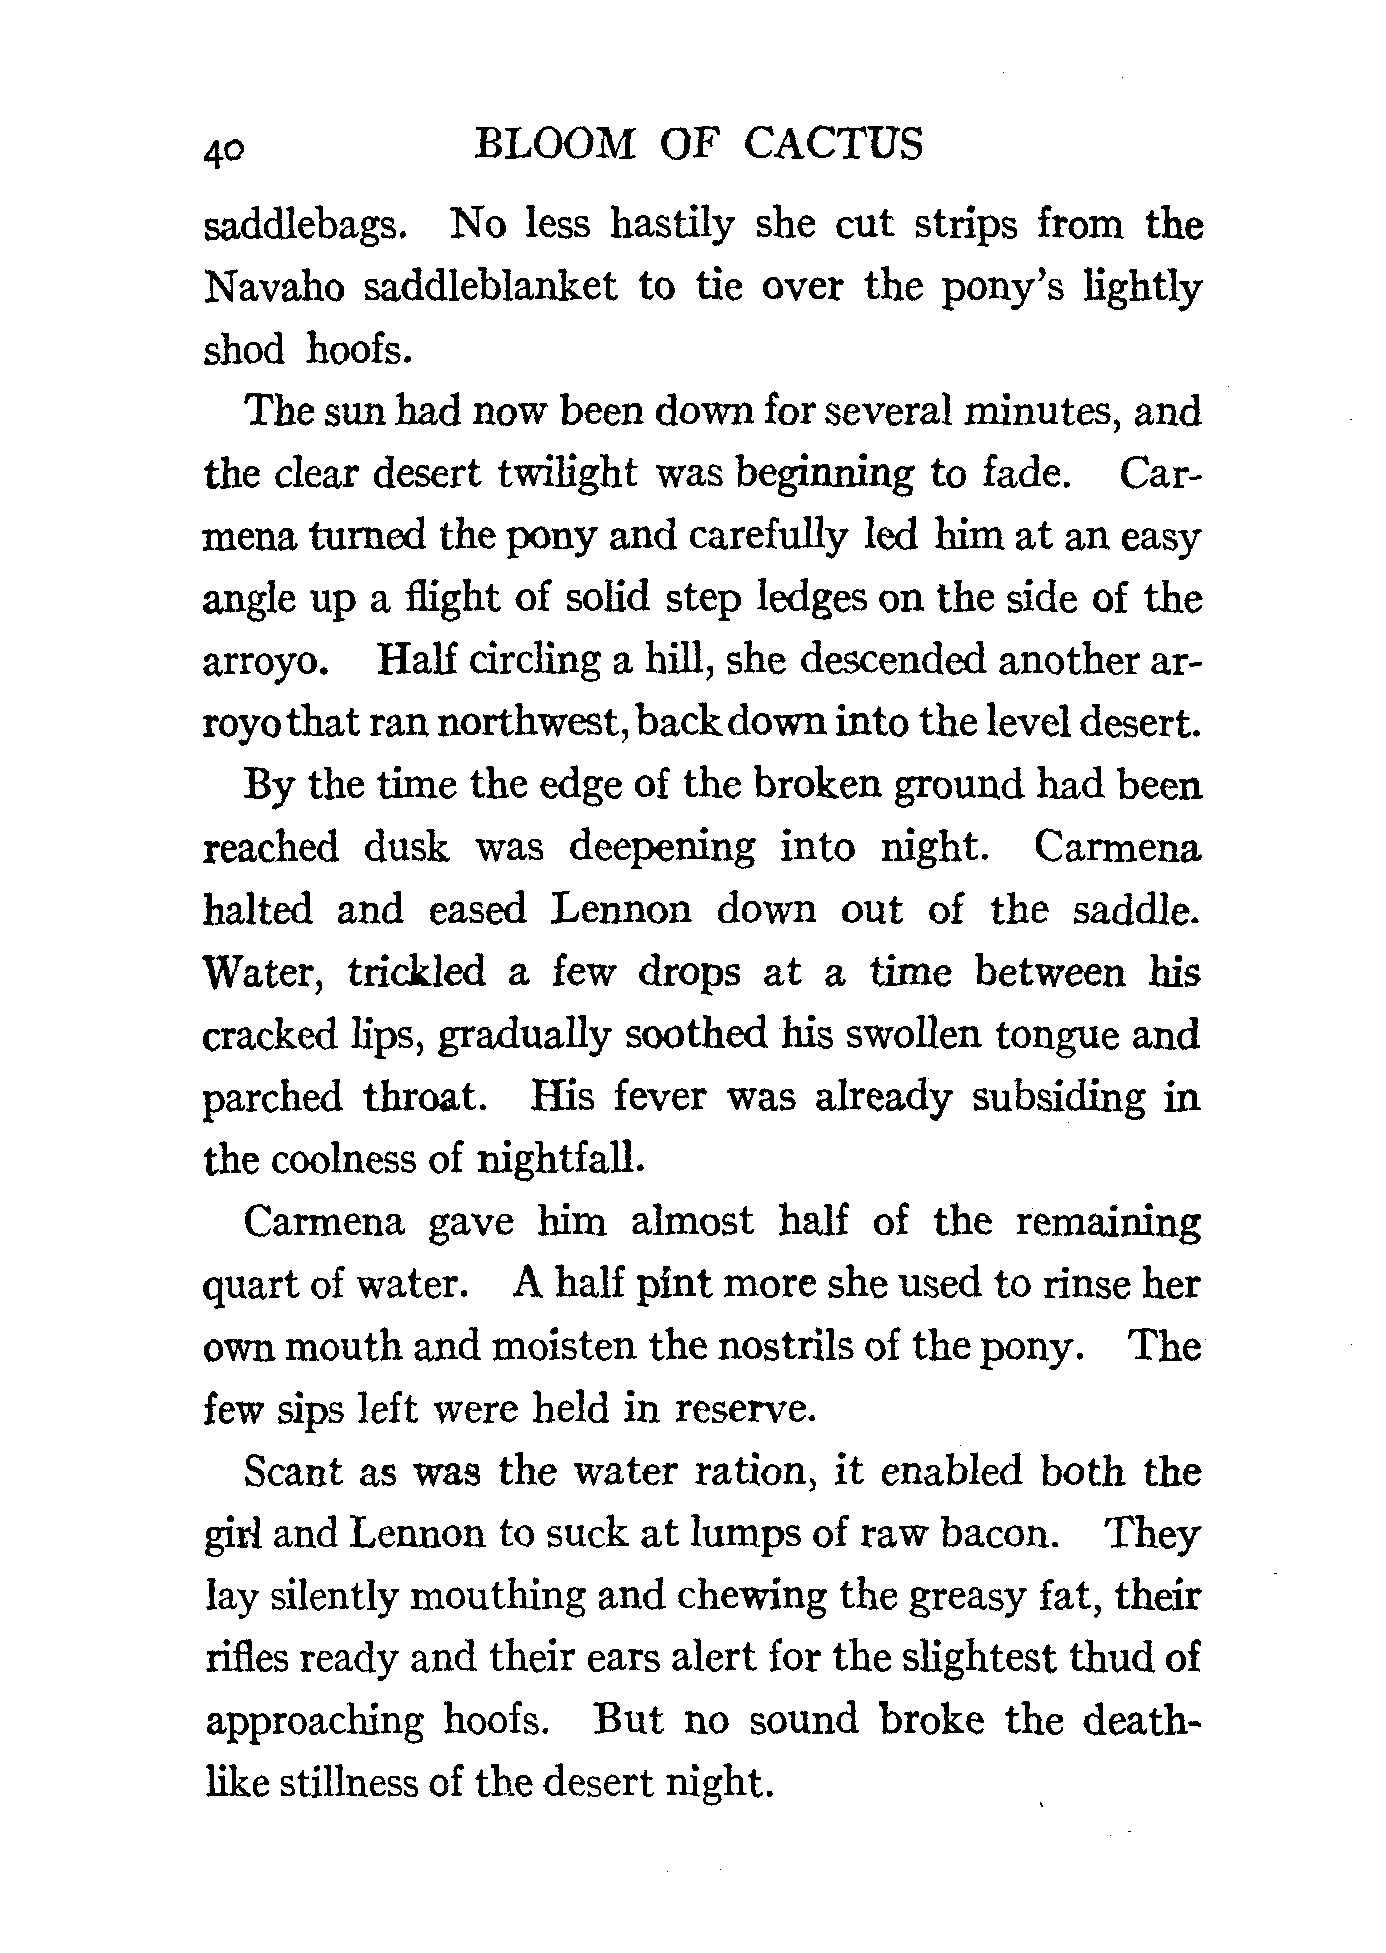 40 BLOOM OF CACTUS
saddlebags. No less hastily she cut strips from the
Navaho saddleblanket to tie over the pony's lightly
shod hoofs.
The sun had now been down for several minutes, and
the clear desert twilight was beginning to fade. Car-
mena turned the pony and carefully led him at an easy
angle up a flight of solid step ledges on the side of the
arroyo. Half circling a hill, she descended another ar-
royo that ran northwest, back down into the level desert.
By the time the edge of the broken ground had been
reached dusk was deepening into night. Carmena
halted and eased Lennon down out of the saddle.
Water, trickled a few drops at a time between his
cracked lips, gradually soothed his swollen tongue and
parched throat. His fever was already subsiding in
the coolness of nightfall.
Carmena gave him almost half of the remaining
quart of water. A half pint more she used to rinse her
own mouth and moisten the nostrils of the pony. The
few sips left were held in reserve.
Scant as was the water ration, it enabled both the
girl and Lennon to suck at lumps of raw bacon. They
lay silently mouthing and chewing the greasy fat, their
rifles ready and their ears alert for the slightest thud of
approaching hoofs. But no sound broke the death-
like stillness of the desert night.